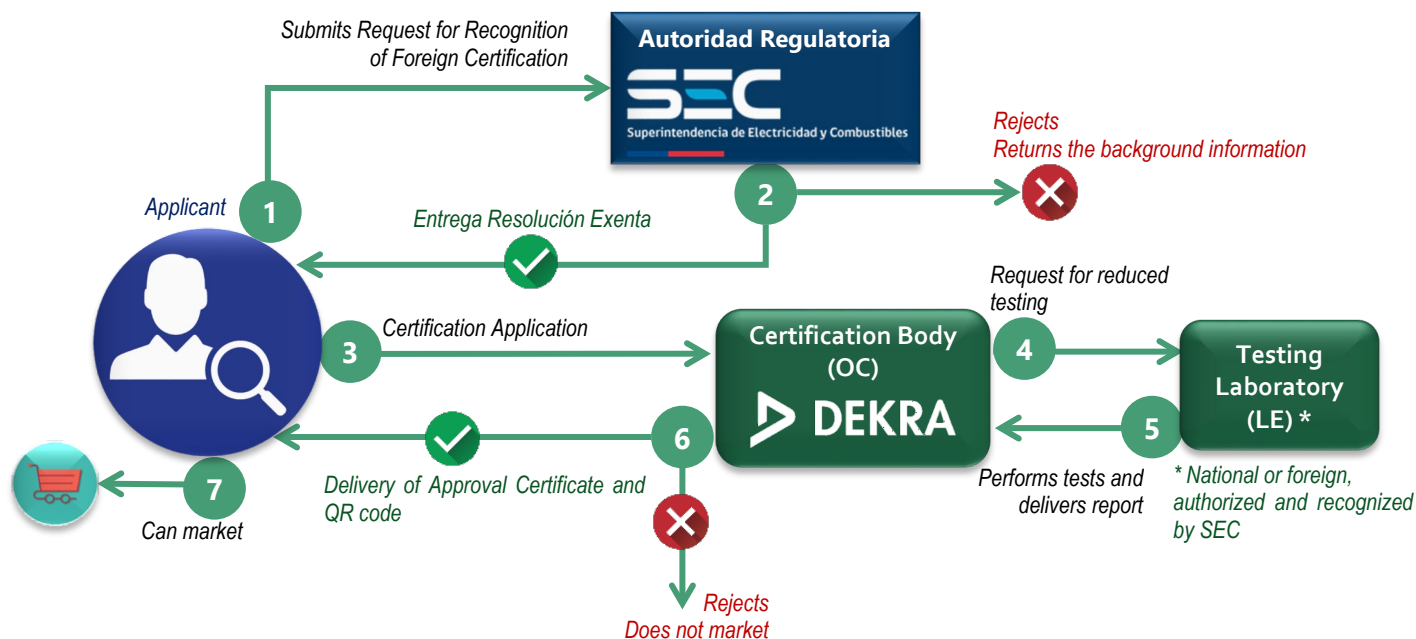 Submits Request for Recognition
of Foreign Certification
Autoridad Regulatoria
SEC
Superintendencia de Electricidad y Combustibles
Rejects
Returns the background information
2
Applicant
1
Entrega Resolución Exenta
Request for reduced
testing
3
Certification Application
Certification Body
(OC)
DEKRA
4
Testing
Laboratory
(LE) *
6
5
Delivery of Approval Certificate and
QR code
Performs tests and
delivers report
* National or foreign,
authorized and recognized
by SEC
7
Can market
Rejects
Does not market